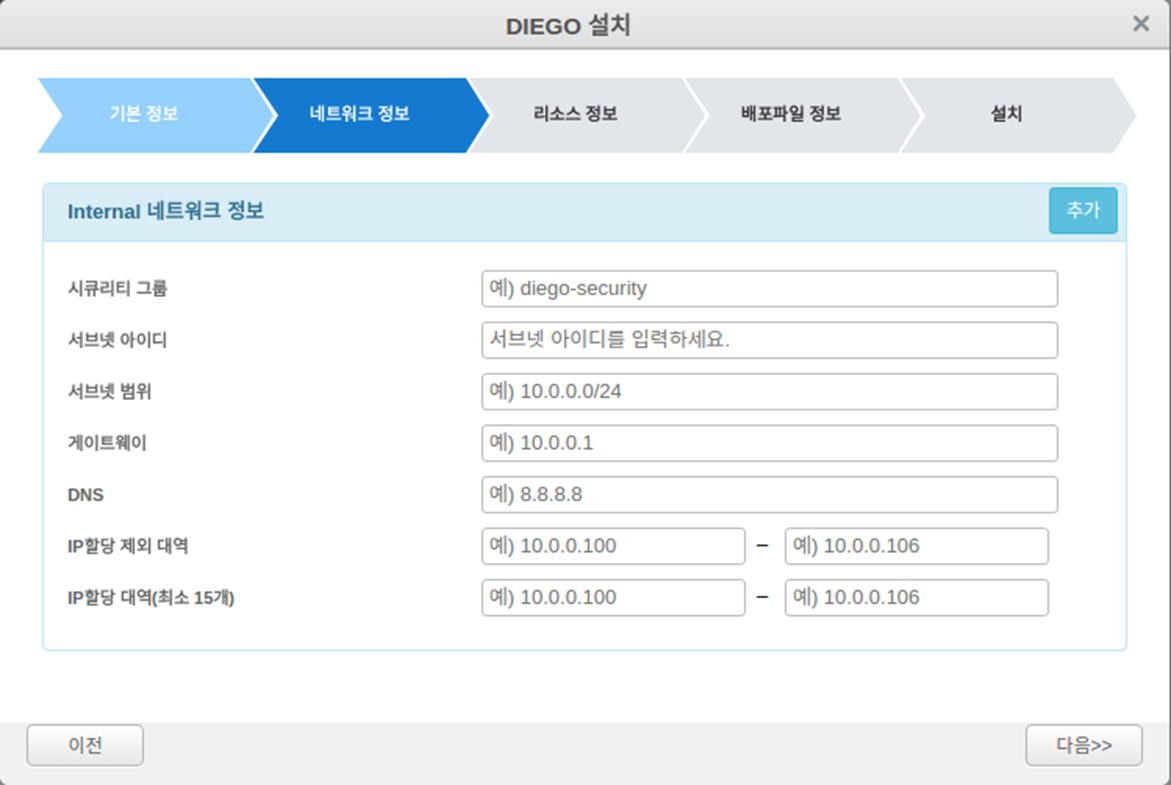 DIEGO 설치
기본 정보
네트워크 정보
리소스 정보
배포파일 정보
설치
Internal 네트워크 정보
추가
시큐리티 그룹
예) diego-security
서브넷 아이디
서브넷 아이디를 입력하세요.
서브넷 범위
예) 10.0.0.0/24
게이트웨이
예) 10.0.0.1
DNS
예) 8.8.8.8
IP할당 제외 대역
예) 10.0.0.100 – 예) 10.0.0.106
IP할당 대역(최소 15개)
예) 10.0.0.100 – 예) 10.0.0.106
이전
다음>>